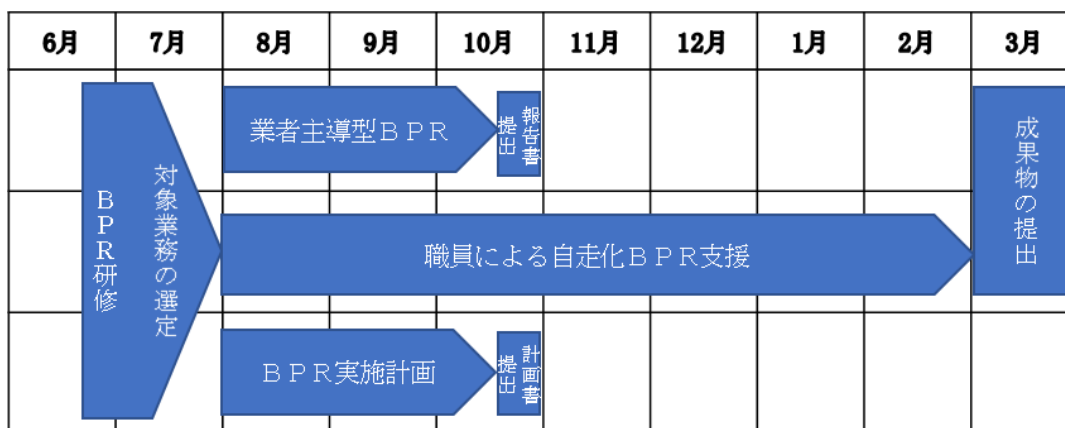 6月 7月 8月 9月 10月 11月 12月 1月 2月 3月
BPR研修
対象業務の選定
業者主導型BPR
報告書
提出
職員による自走化BPR支援
BPR実施計画
計画書
提出
成果物の提出